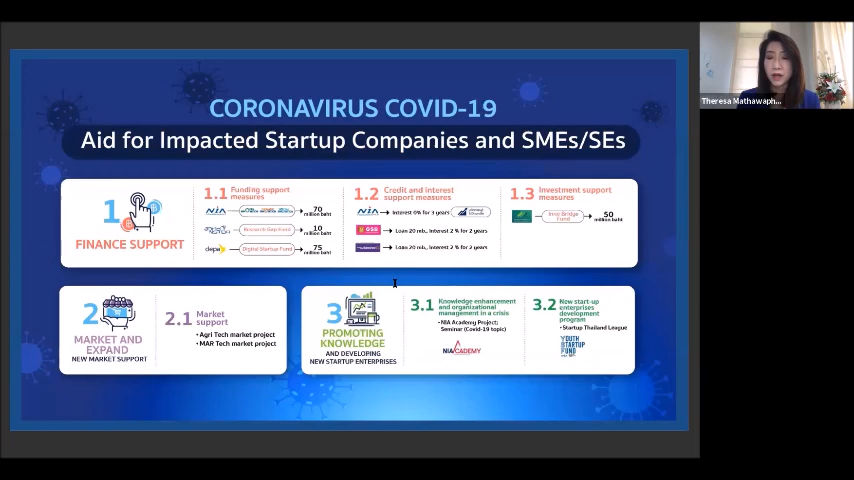 CORONAVIRUS COVID-19
Aid for Impacted Startup Companies and SMEs/SEs
1
FINANCE SUPPORT
1.1 Funding support
measures
NIA
70
million baht
Research Gap Fund
10
million baht
depa
Digital Startup Fund
75
million baht
1.2 Credit and interest
support measures
NIA
Interest 0% for 3 years
GSB
Loan 20 mb., Interest 2 % for 2 years
Loan 20 mb., Interest 2 % for 2 years
1.3 Investment support
measures
Inno Bridge
Fund
50
million baht
2
MARKET AND
EXPAND
NEW MARKET SUPPORT
2.1 Market
support
• Agri Tech market project
• MAR Tech market project
3
PROMOTING
KNOWLEDGE
AND DEVELOPING
NEW STARTUP ENTERPRISES
3.1 Knowledge enhancement
and organizational
management in a crisis
• NIA Academy Project;
Seminar (Covid-19 topic)
NIA ACADEMY
3.2 New start-up
enterprises
development
program
• Startup Thailand League
YOUTH
STARTUP
FUND
Theresa Mathawaph...